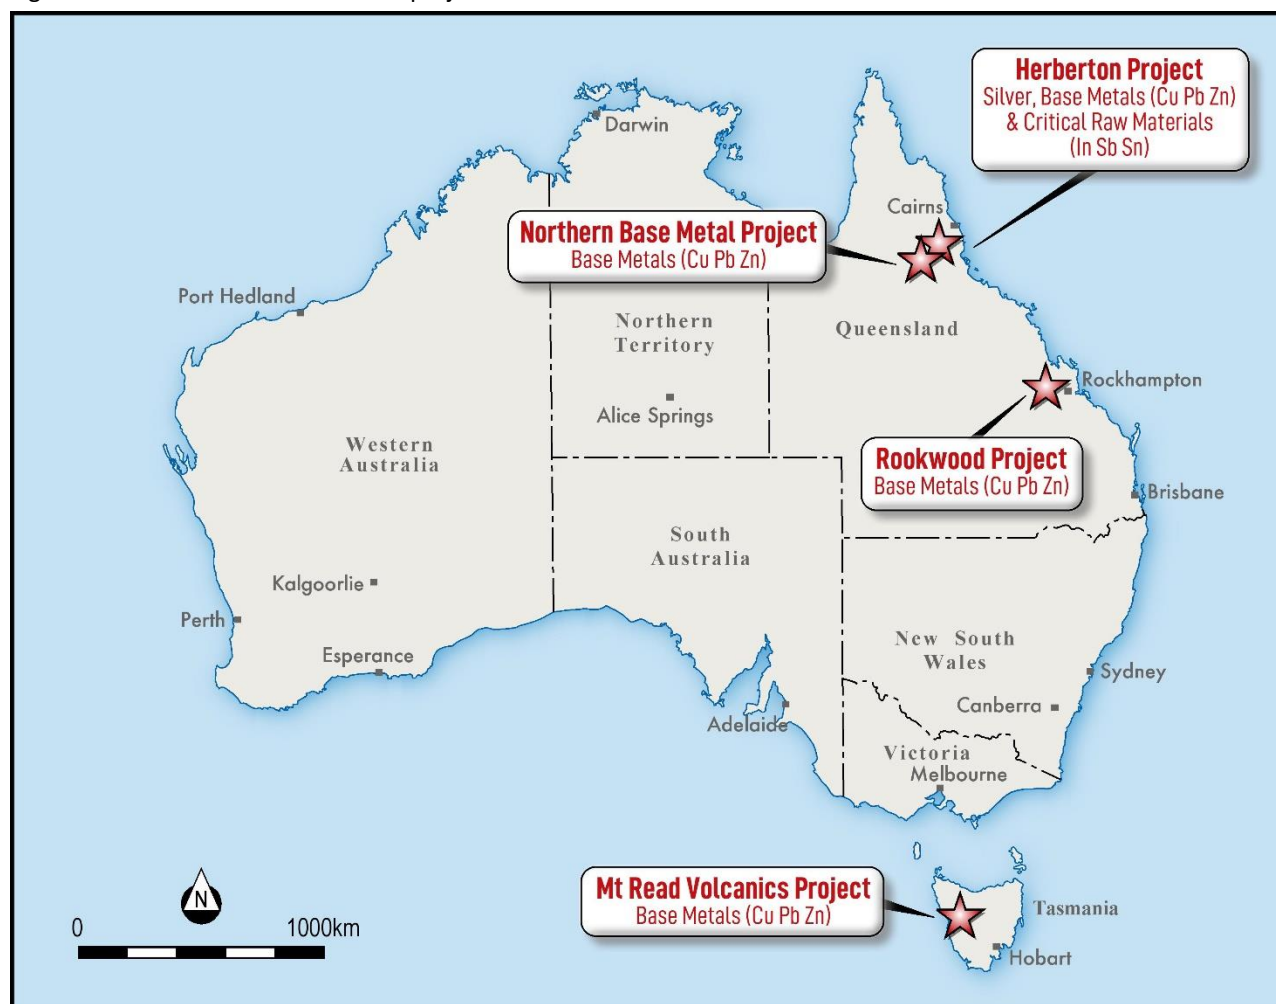 Herberton Project
Silver, Base Metals (Cu Pb Zn)
& Critical Raw Materials
(In Sb Sn)
Darwin
Cairns
Northern Base Metal Project
Base Metals (Cu Pb Zn)
Port Hedland
Northern
Territory
Queensland
Rockhampton
Alice Springs
Western
Australia
Rookwood Project
Base Metals (Cu Pb Zn)
Brisbane
South
Australia
Kalgoorlie
Perth
New South
Wales
Esperance
Sydney
Canberra
Adelaide
Victoria
Melbourne
Mt Read Volcanics Project
Base Metals (Cu Pb Zn)
Tasmania
Hobart
N
0
1000km